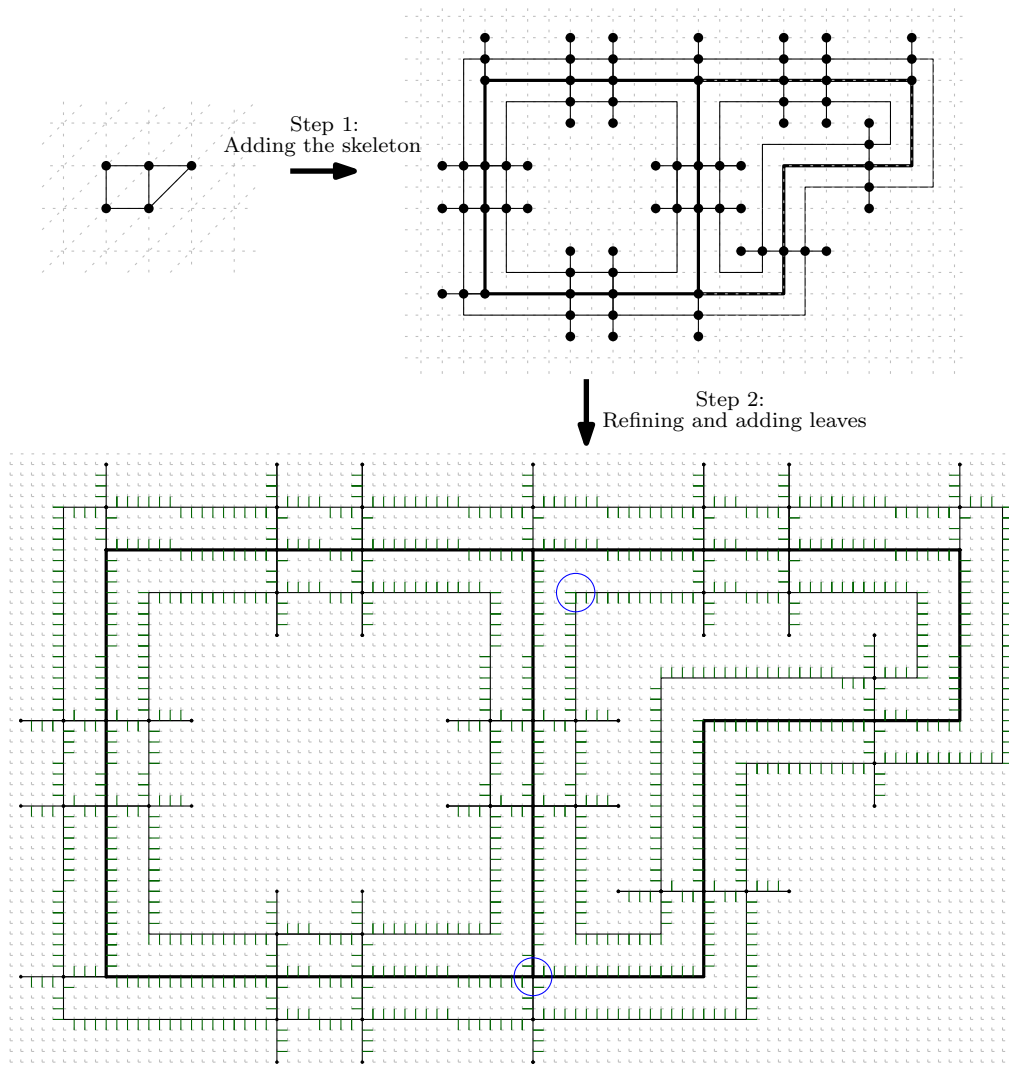 Step 1:
Adding the skeleton
Step 2:
Refining and adding leaves